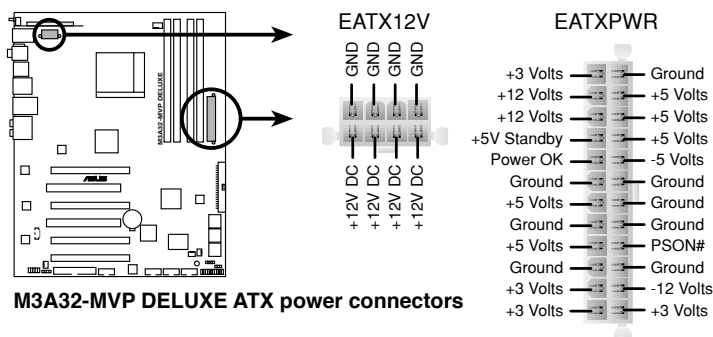 EATX12V
EATXPWR
GND GND GND GND
+12V DC +12V DC +12V DC +12V DC
M3A32-MVP DELUXE
ASUS
+3 Volts Ground
+12 Volts +5 Volts
+12 Volts +5 Volts
+5V Standby +5 Volts
Power OK -5 Volts
Ground Ground
+5 Volts Ground
Ground Ground
+5 Volts PSON#
Ground Ground
+3 Volts -12 Volts
+3 Volts +3 Volts
M3A32-MVP DELUXE ATX power connectors